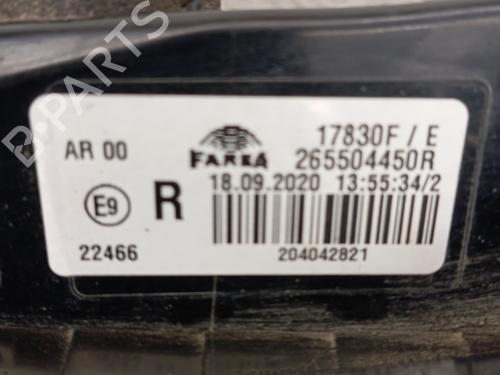 B-PARTS
AR 00
FARBA
17830F / E
265504450R
E9
R
18.09.2020 13:55:34/2
22466
204042821